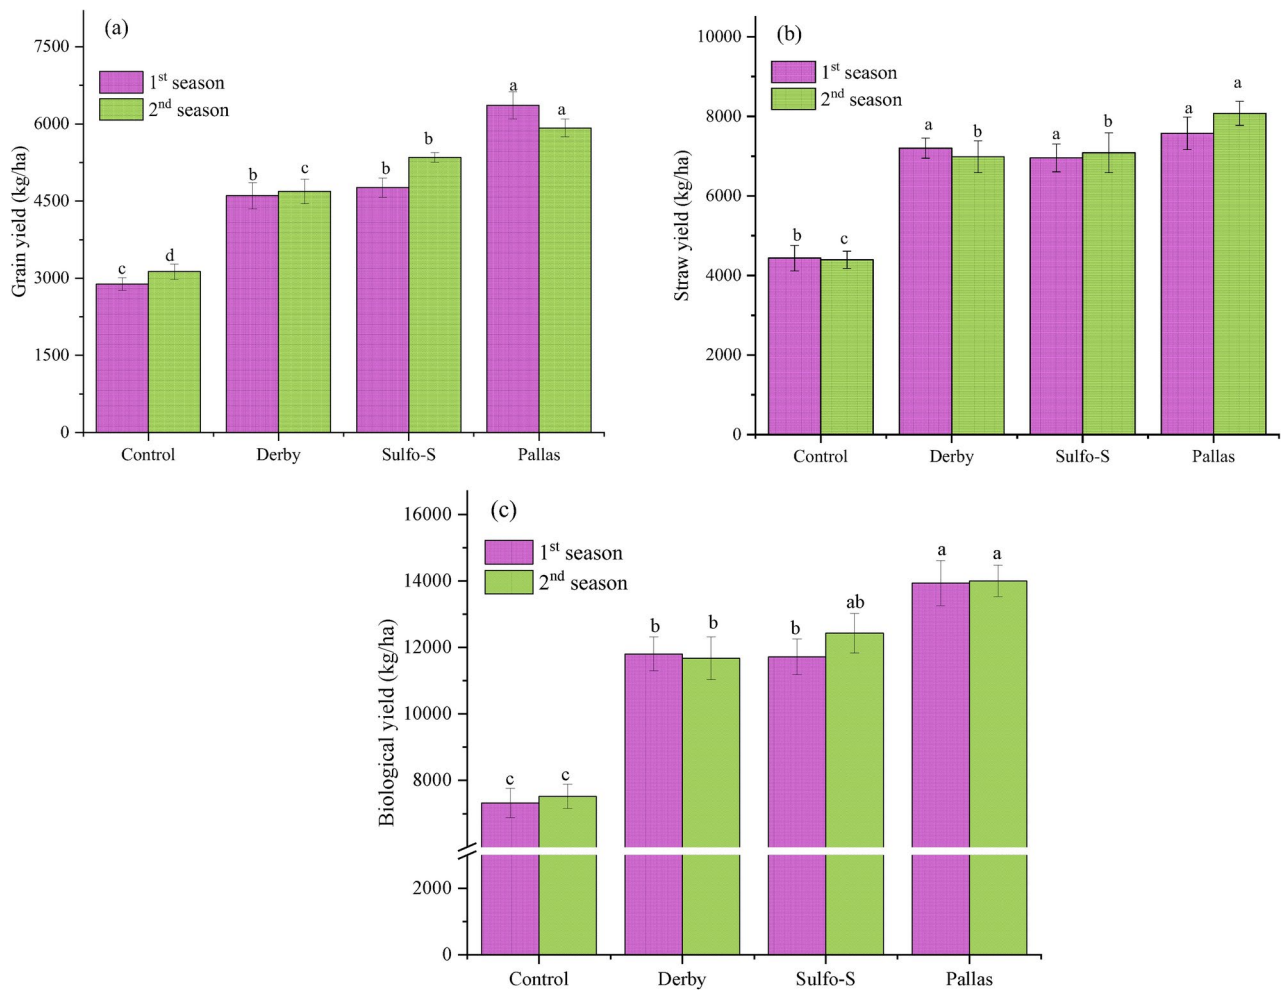 (a)
7500
6000
4500
3000
1500
0
Grain yield (kg/ha)
1st season
2nd season
c
d
b
c
b
b
a
a
Control
Derby
Sulfo-S
Pallas
(b)
10000
8000
6000
4000
2000
0
Straw yield (kg/ha)
1st season
2nd season
b
c
a
b
a
b
a
a
Control
Derby
Sulfo-S
Pallas
(c)
16000
14000
12000
10000
8000
2000
0
Biological yield (kg/ha)
1st season
2nd season
c
c
b
b
b
ab
a
a
Control
Derby
Sulfo-S
Pallas